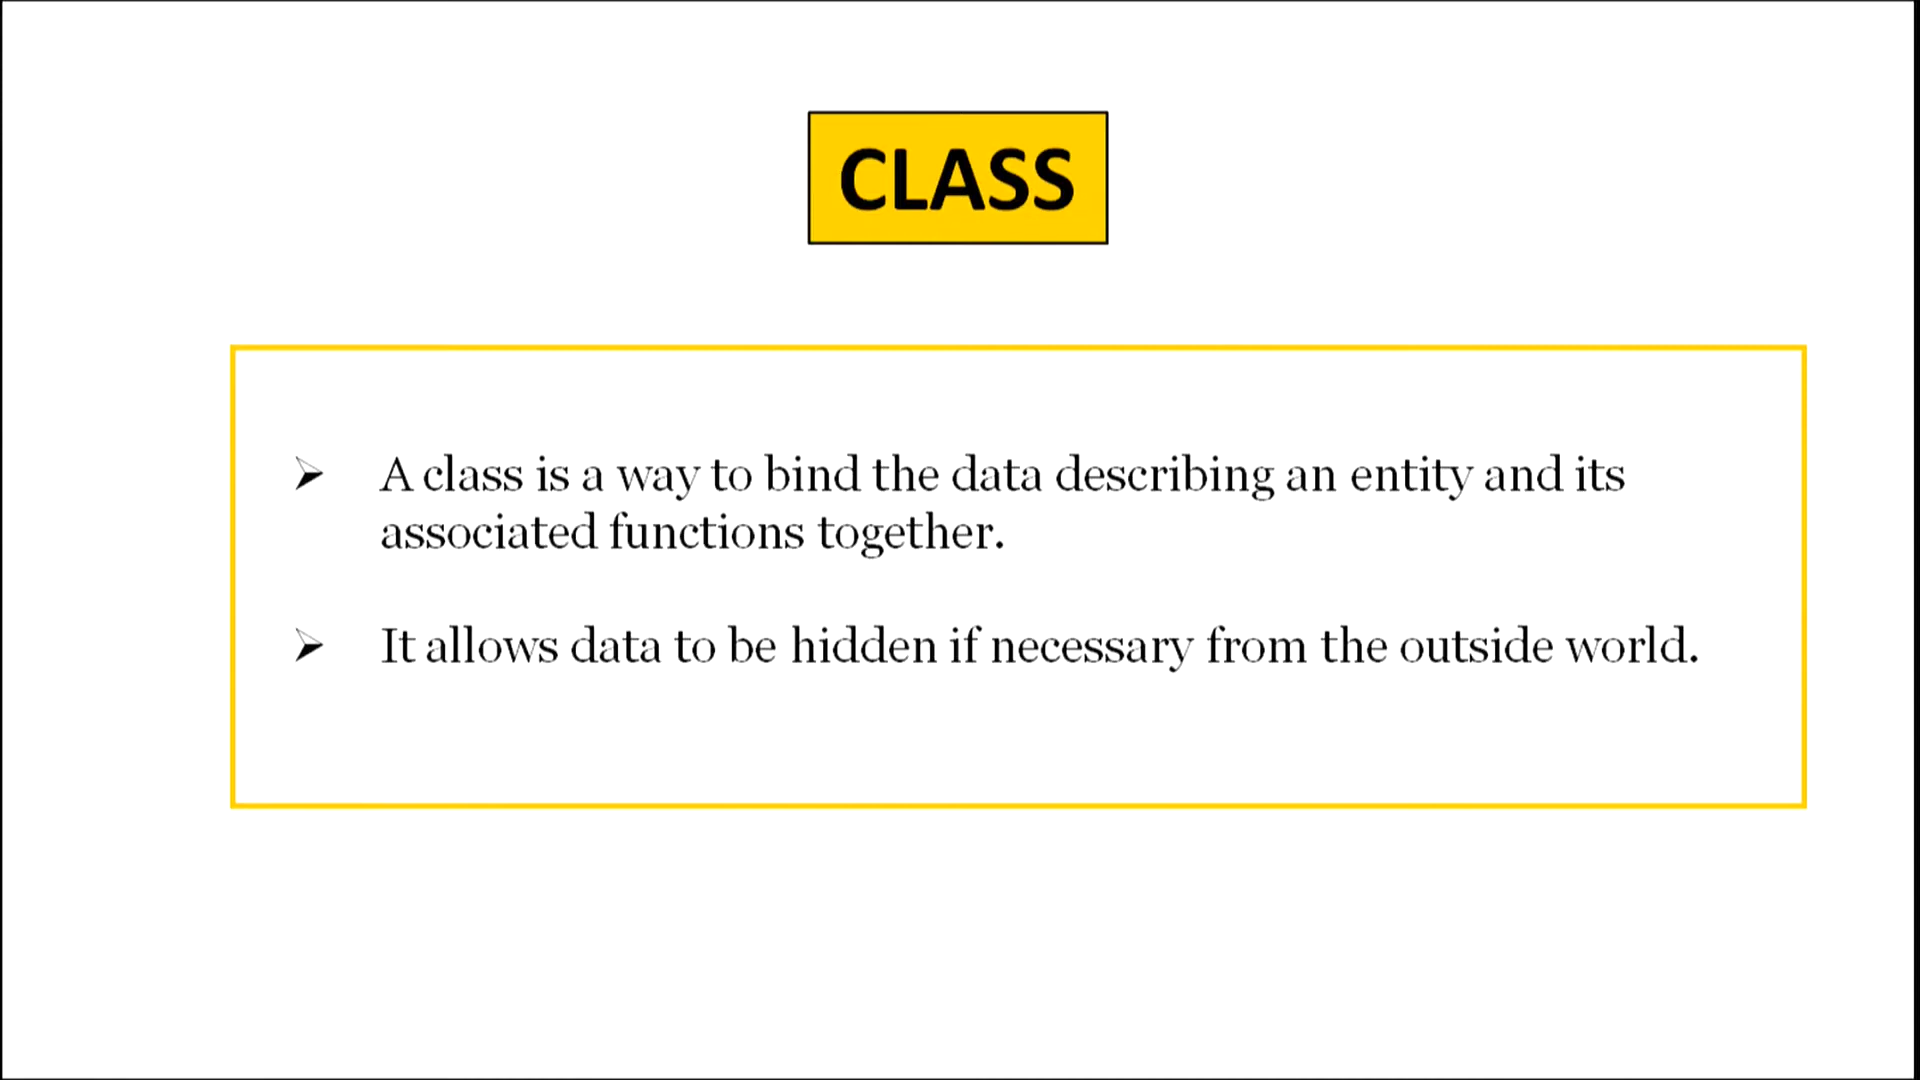 CLASS
➢ A class is a way to bind the data describing an entity and its
associated functions together.
➢ It allows data to be hidden if necessary from the outside world.